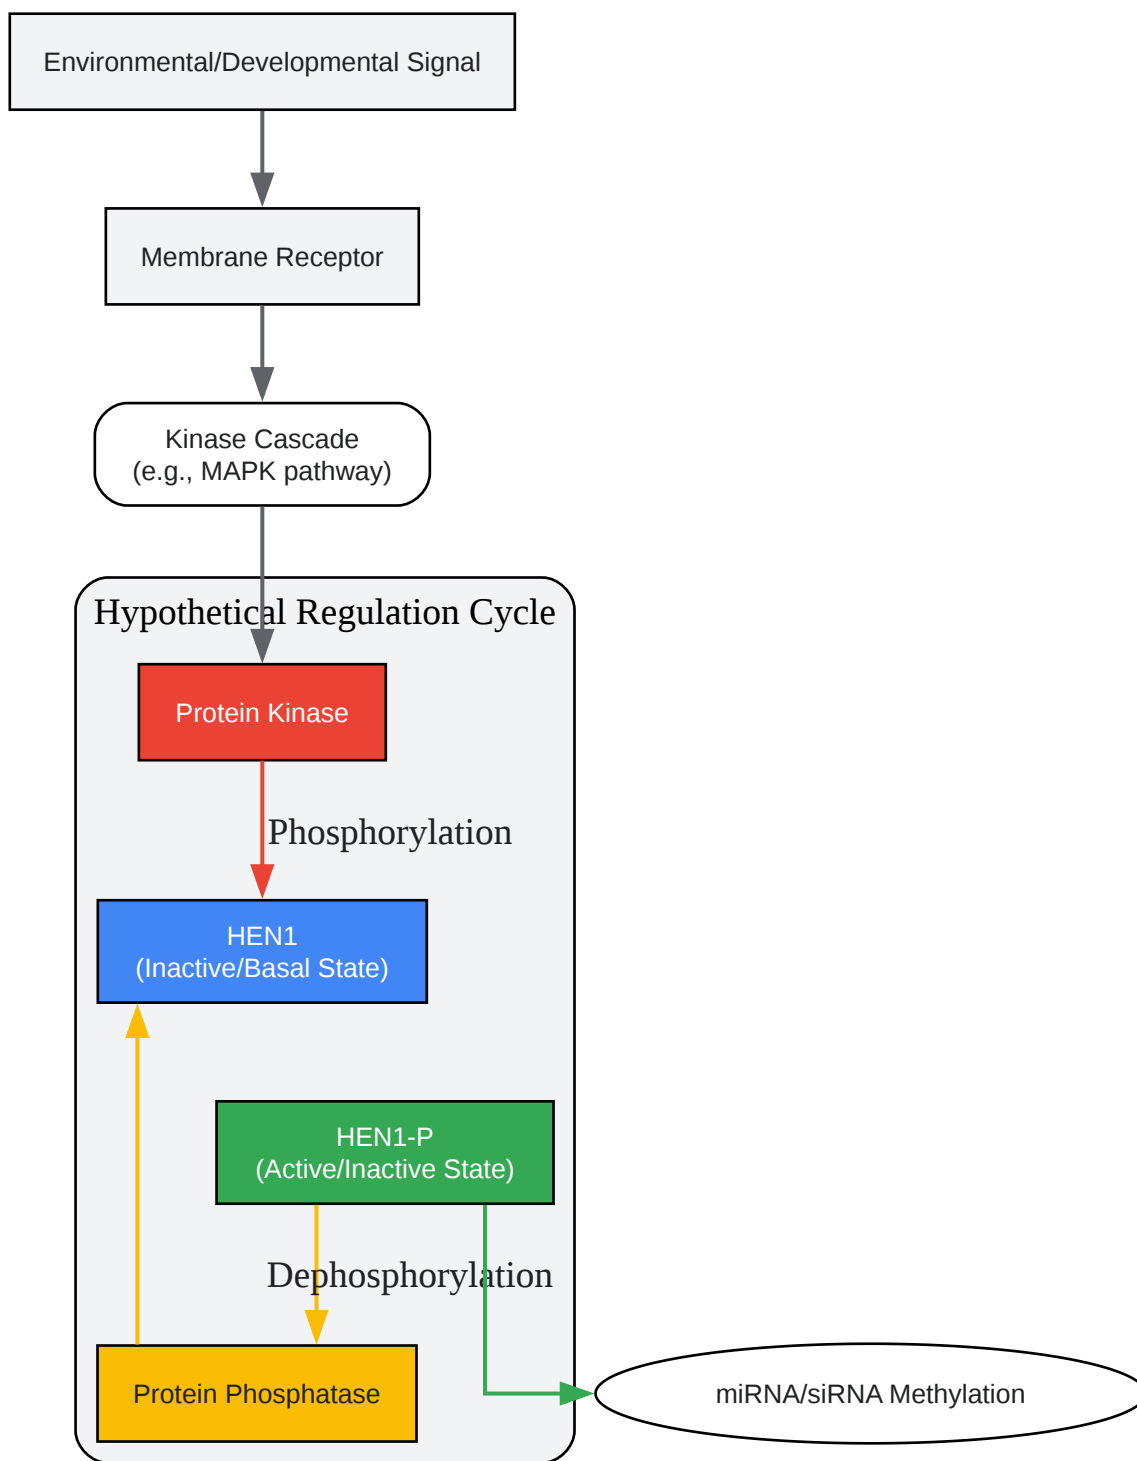 Environmental/Developmental Signal
Membrane Receptor
Kinase Cascade
(e.g., MAPK pathway)
Hypothetical Regulation Cycle
Protein Kinase
Phosphorylation
HEN1
(Inactive/Basal State)
HEN1-P
(Active/Inactive State)
Dephosphorylation
Protein Phosphatase
miRNA/siRNA Methylation